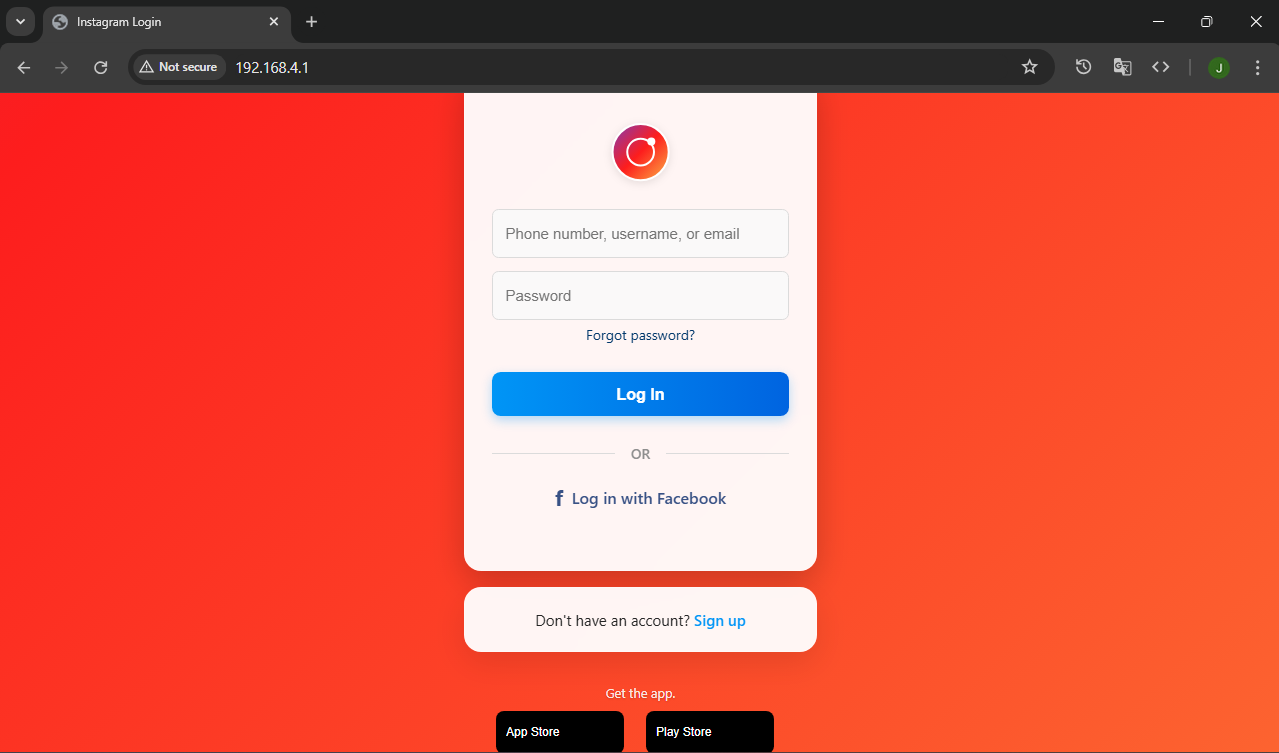 Instagram Login
Not secure
192.168.4.1
J
Phone number, username, or email
Password
Forgot password?
Log In
OR
f Log in with Facebook
Don't have an account? Sign up
Get the app.
App Store
Play Store